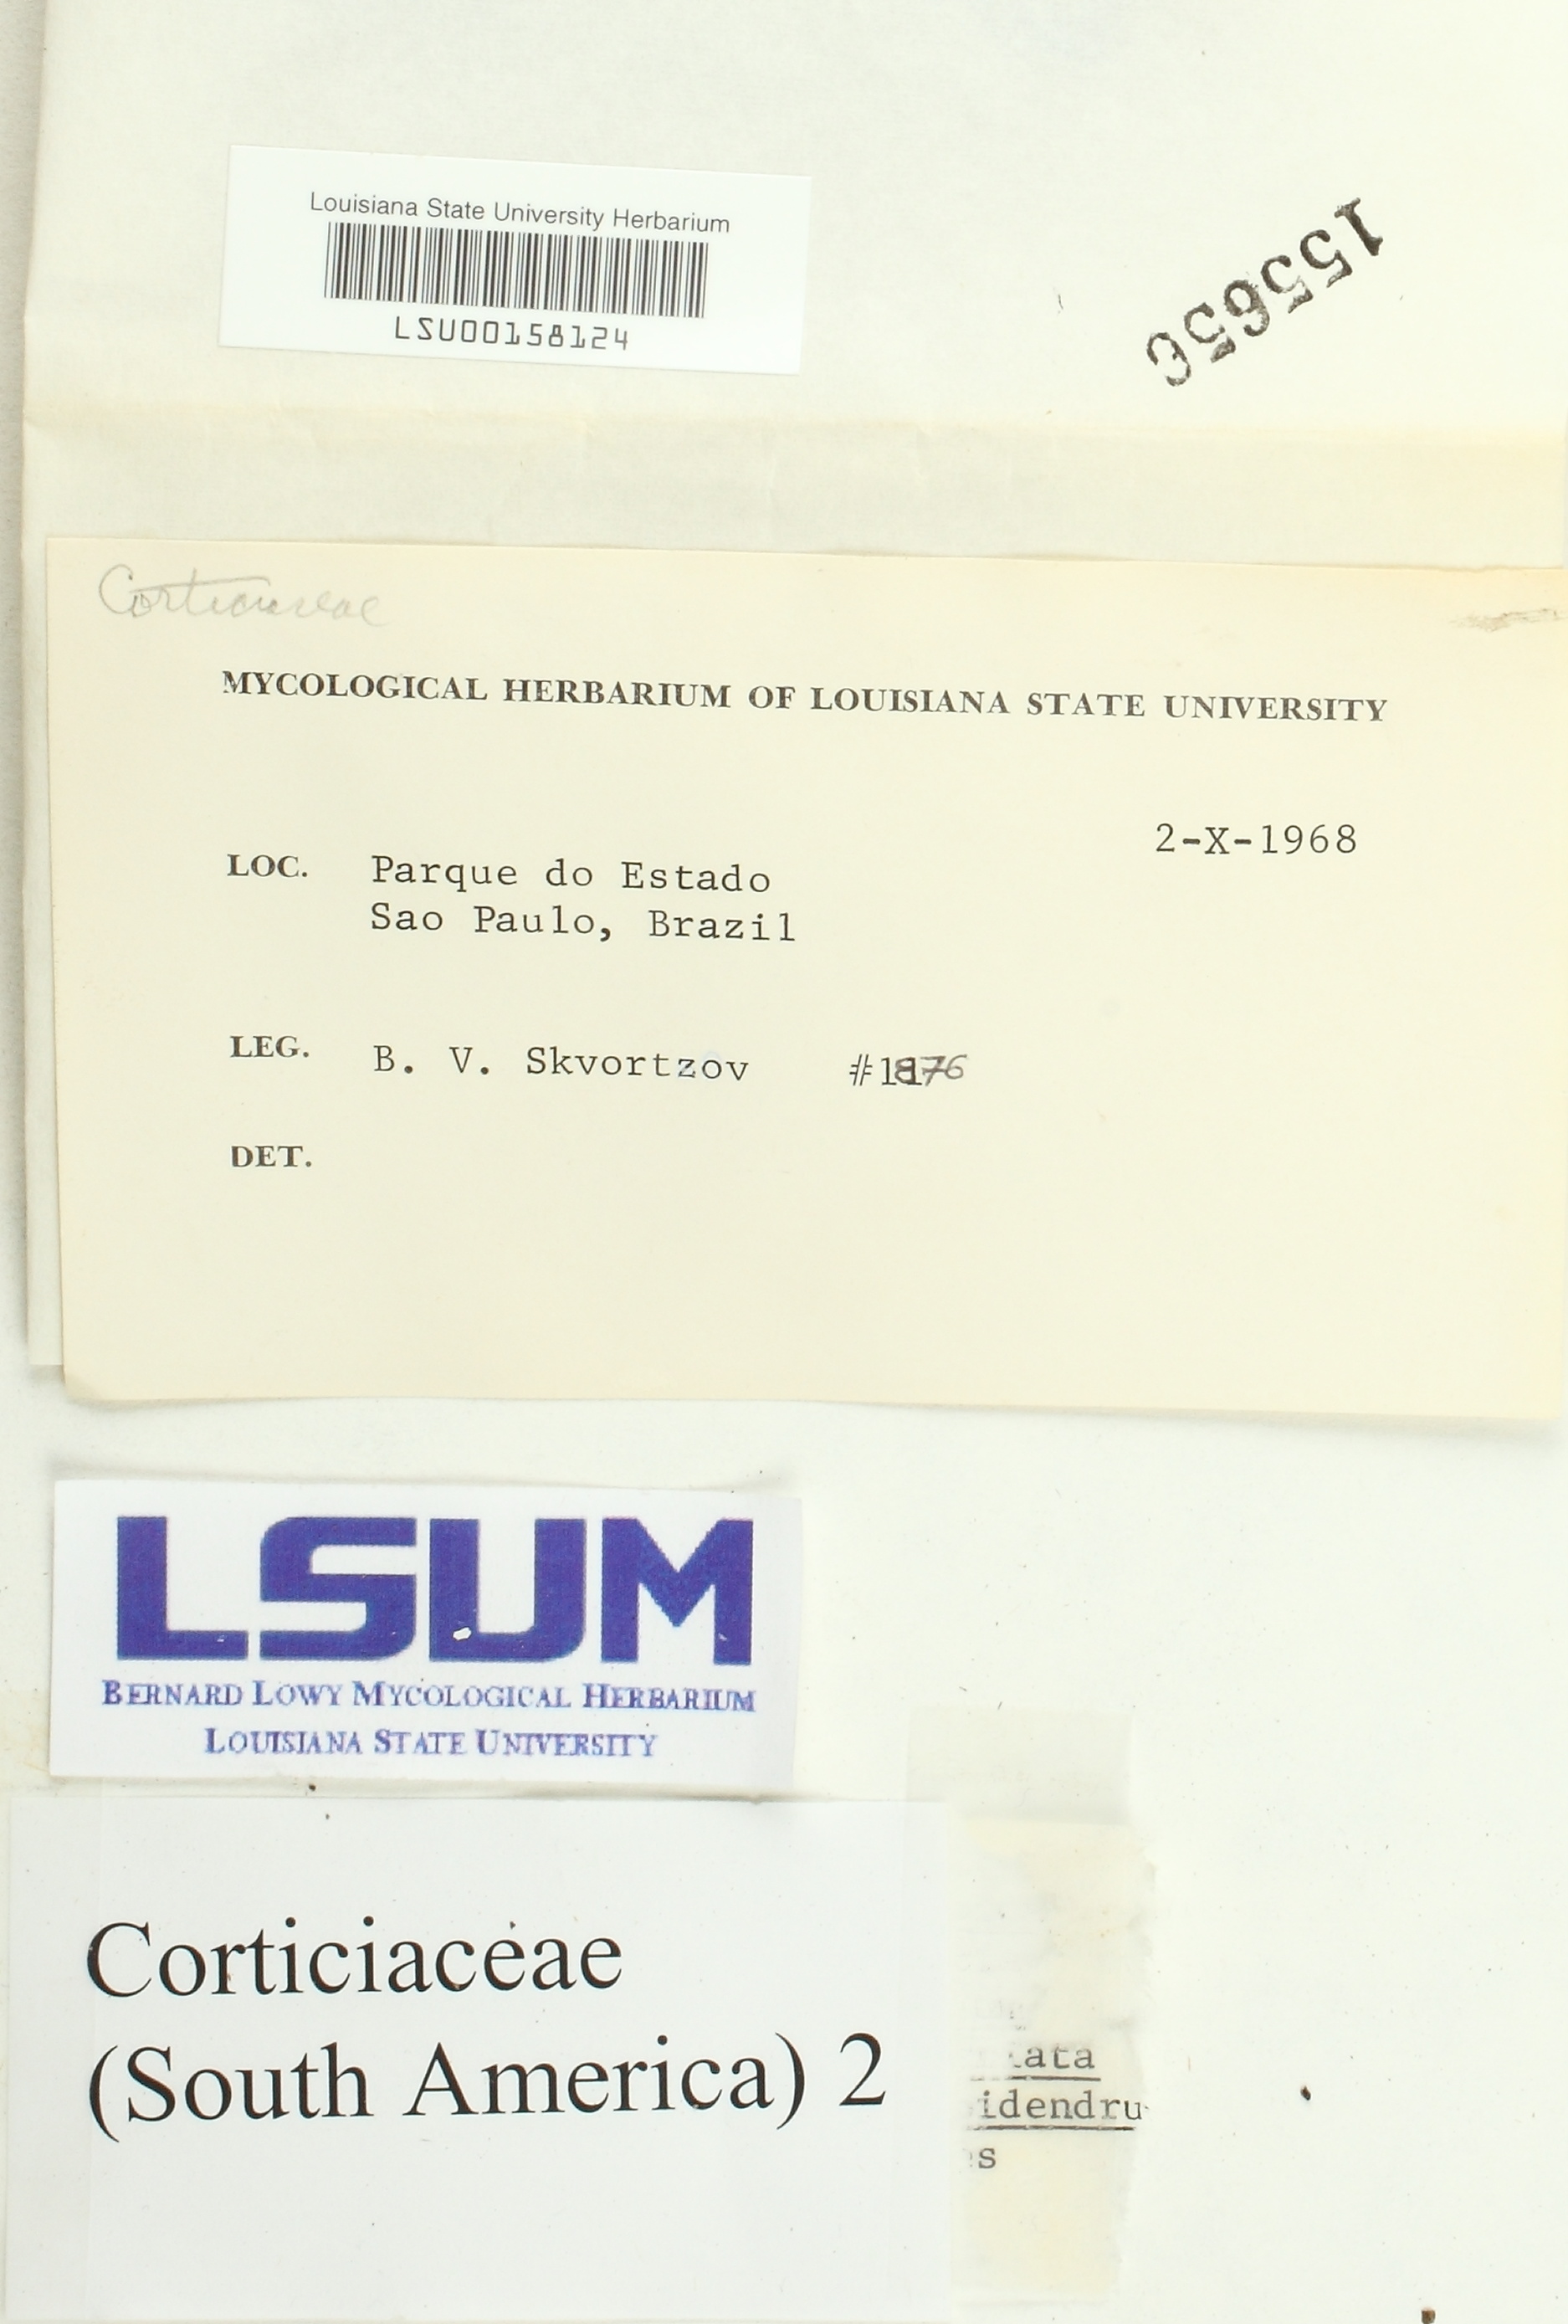 Louisiana State University Herbarium
LSU00158124
Corticiaceae
MYCOLOGICAL HERBARIUM OF LOUISIANA STATE UNIVERSITY
2-X-1968
LOC. Parque do Estado
Sao Paulo, Brazil
LEG. B. V. Skvortzov #1876
DET.
LSUM
BERNARD LOWY MYCOLOGICAL HERBARIUM
LOUISIANA STATE UNIVERSITY
Corticiaceae
(South America) 2